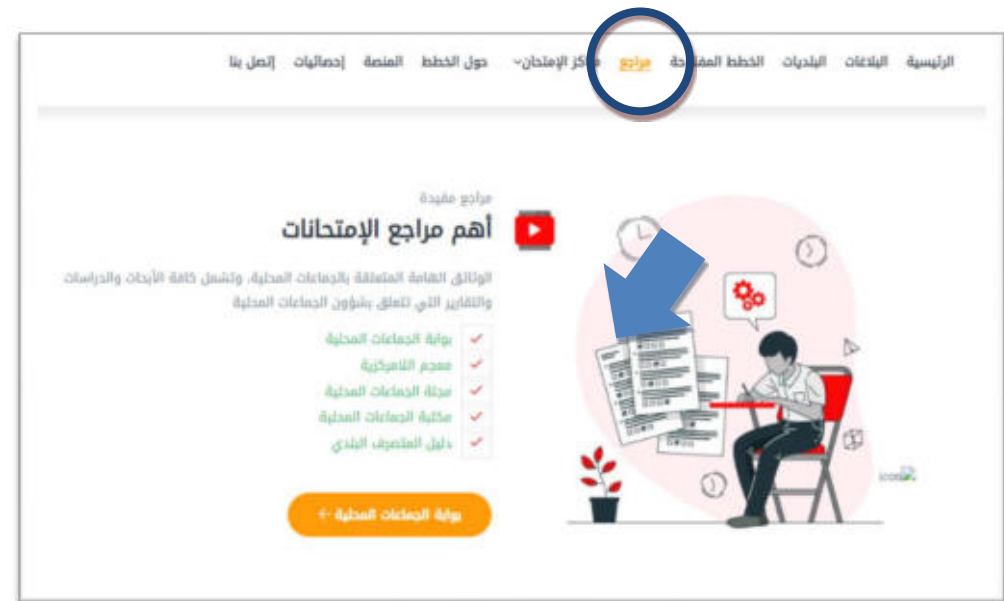 الرئيسية البلاغات البلديات الخطط المفتوحة مراجع مراكز الإمتحان حول الخطط المنصة إحصائيات إتصل بنا
مراجع مفيدة
أهم مراجع الإمتحانات
الوثائق الهامة المتعلقة بالجماعات المحلية، وتشمل كافة الأبحاث والدراسات
والتقارير التي تتعلق بشؤون الجماعات المحلية
بوابة الجماعات المحلية
معجم اللامركزية
مجلة الجماعات المحلية
مكتبة الجماعات المحلية
دليل المتصرف البلدي
icon
بوابة الجماعات المحلية ←